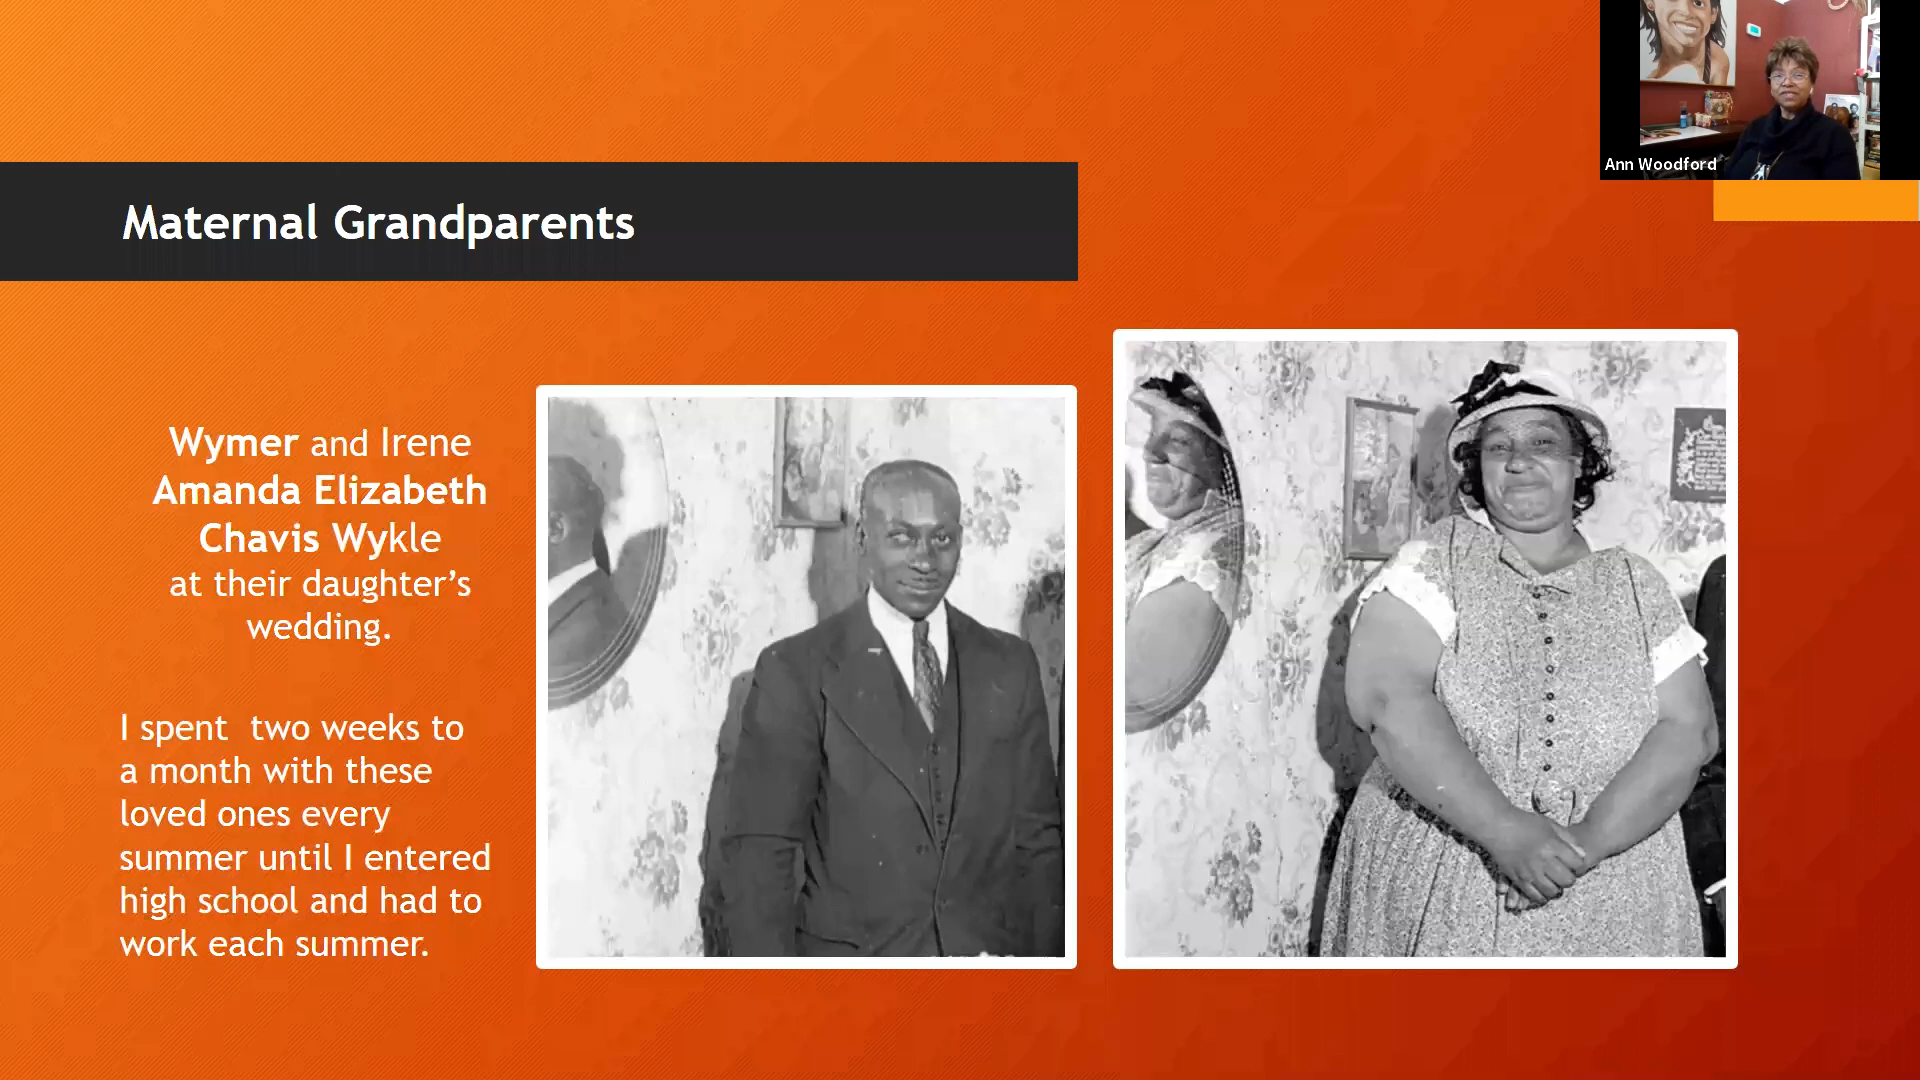 Ann Woodford
Maternal Grandparents
Wymer and Irene
Amanda Elizabeth
Chavis Wykle
at their daughter’s
wedding.
I spent two weeks to
a month with these
loved ones every
summer until I entered
high school and had to
work each summer.